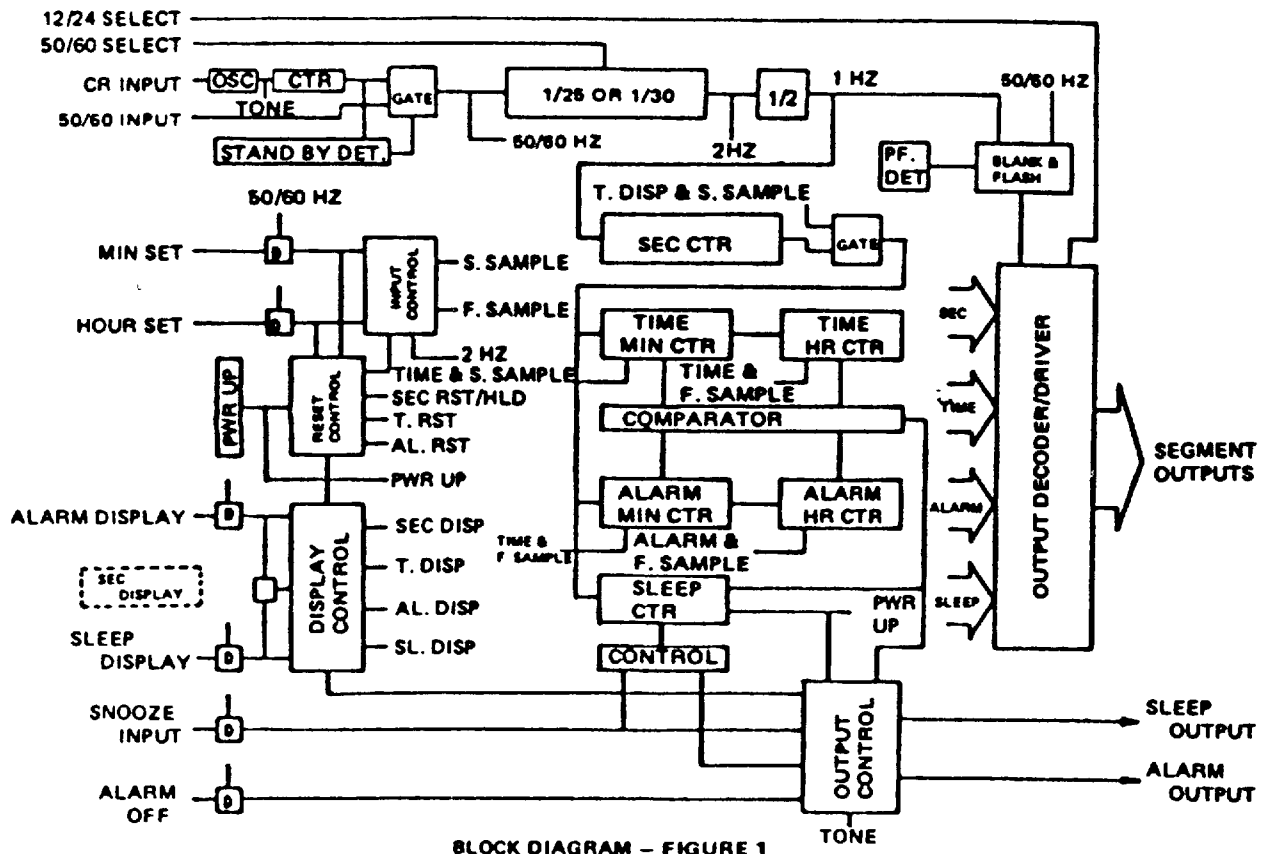 12/24 SELECT
50/60 SELECT
CR INPUT
OSC
CTR
TONE
50/60 INPUT
STAND BY DET.
GATE
50/60 HZ
1/25 OR 1/30
2HZ
1/2
1 HZ
50/60 HZ
PF.
DET
BLANK &
FLASH
50/60 HZ
MIN SET
D
HOUR SET
D
INPUT
CONTROL
S. SAMPLE
F. SAMPLE
2 HZ
T. DISP & S. SAMPLE
SEC CTR
GATE
PWR UP
RESET
CONTROL
TIME & S. SAMPLE
SEC RST/HLD
T. RST
AL. RST
PWR UP
TIME
MIN CTR
TIME
HR CTR
TIME &
F. SAMPLE
COMPARATOR
ALARM
MIN CTR
ALARM
HR CTR
TIME &
F. SAMPLE
ALARM &
F. SAMPLE
SLEEP
CTR
PWR
UP
CONTROL
SEC
TIME
ALARM
SLEEP
OUTPUT DECODER/DRIVER
SEGMENT
OUTPUTS
ALARM DISPLAY
D
SEC
DISPLAY
SLEEP
DISPLAY
D
DISPLAY
CONTROL
SEC DISP
T. DISP
AL. DISP
SL. DISP
SNOOZE
INPUT
D
ALARM
OFF
D
OUTPUT
CONTROL
TONE
SLEEP
OUTPUT
ALARM
OUTPUT
BLOCK DIAGRAM – FIGURE 1